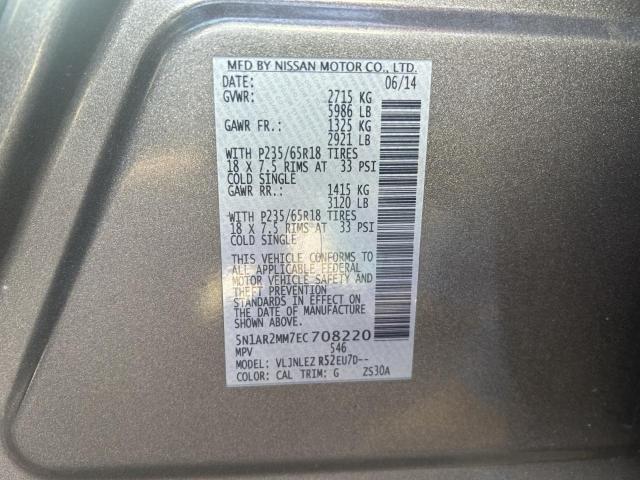 MFD BY NISSAN MOTOR CO., LTD.
DATE: 06/14
GVWR: 2715 KG
5986 LB
GAWR FR.: 1325 KG
2921 LB
WITH P235/65R18 TIRES
18 X 7.5 RIMS AT 33 PSI
COLD SINGLE
GAWR RR.: 1415 KG
3120 LB
WITH P235/65R18 TIRES
18 X 7.5 RIMS AT 33 PSI
COLD SINGLE
THIS VEHICLE CONFORMS TO
ALL APPLICABLE FEDERAL
MOTOR VEHICLE SAFETY AND
THEFT PREVENTION
STANDARDS IN EFFECT ON
THE DATE OF MANUFACTURE
SHOWN ABOVE.
5N1AR2MM7EC708220
MPV 546
MODEL: VLJNLEZ R52EU7D--
COLOR: CAL TRIM: G ZS30A